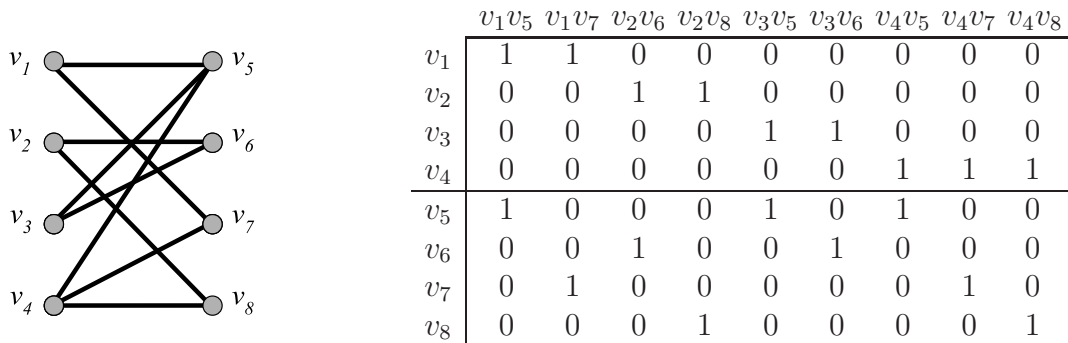 v1 v5
v2 v6
v3 v7
v4 v8
v1v5 v1v7 v2v6 v2v8 v3v5 v3v6 v4v5 v4v7 v4v8
v1 1 1 0 0 0 0 0 0 0
v2 0 0 1 1 0 0 0 0 0
v3 0 0 0 0 1 1 0 0 0
v4 0 0 0 0 0 0 1 1 1
v5 1 0 0 0 1 0 1 0 0
v6 0 0 1 0 0 1 0 0 0
v7 0 1 0 0 0 0 0 1 0
v8 0 0 0 1 0 0 0 0 1